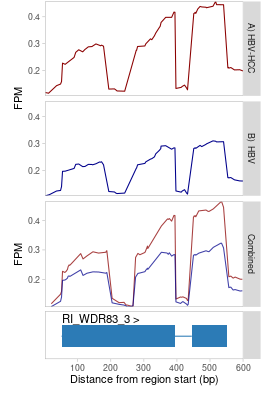 0.4
0.3
0.2
FPM
A) HBV-HCC
0.4
0.3
0.2
B) HBV
0.4
0.3
0.2
FPM
Combined
RI_WDR83_3 >
100 200 300 400 500 600
Distance from region start (bp)